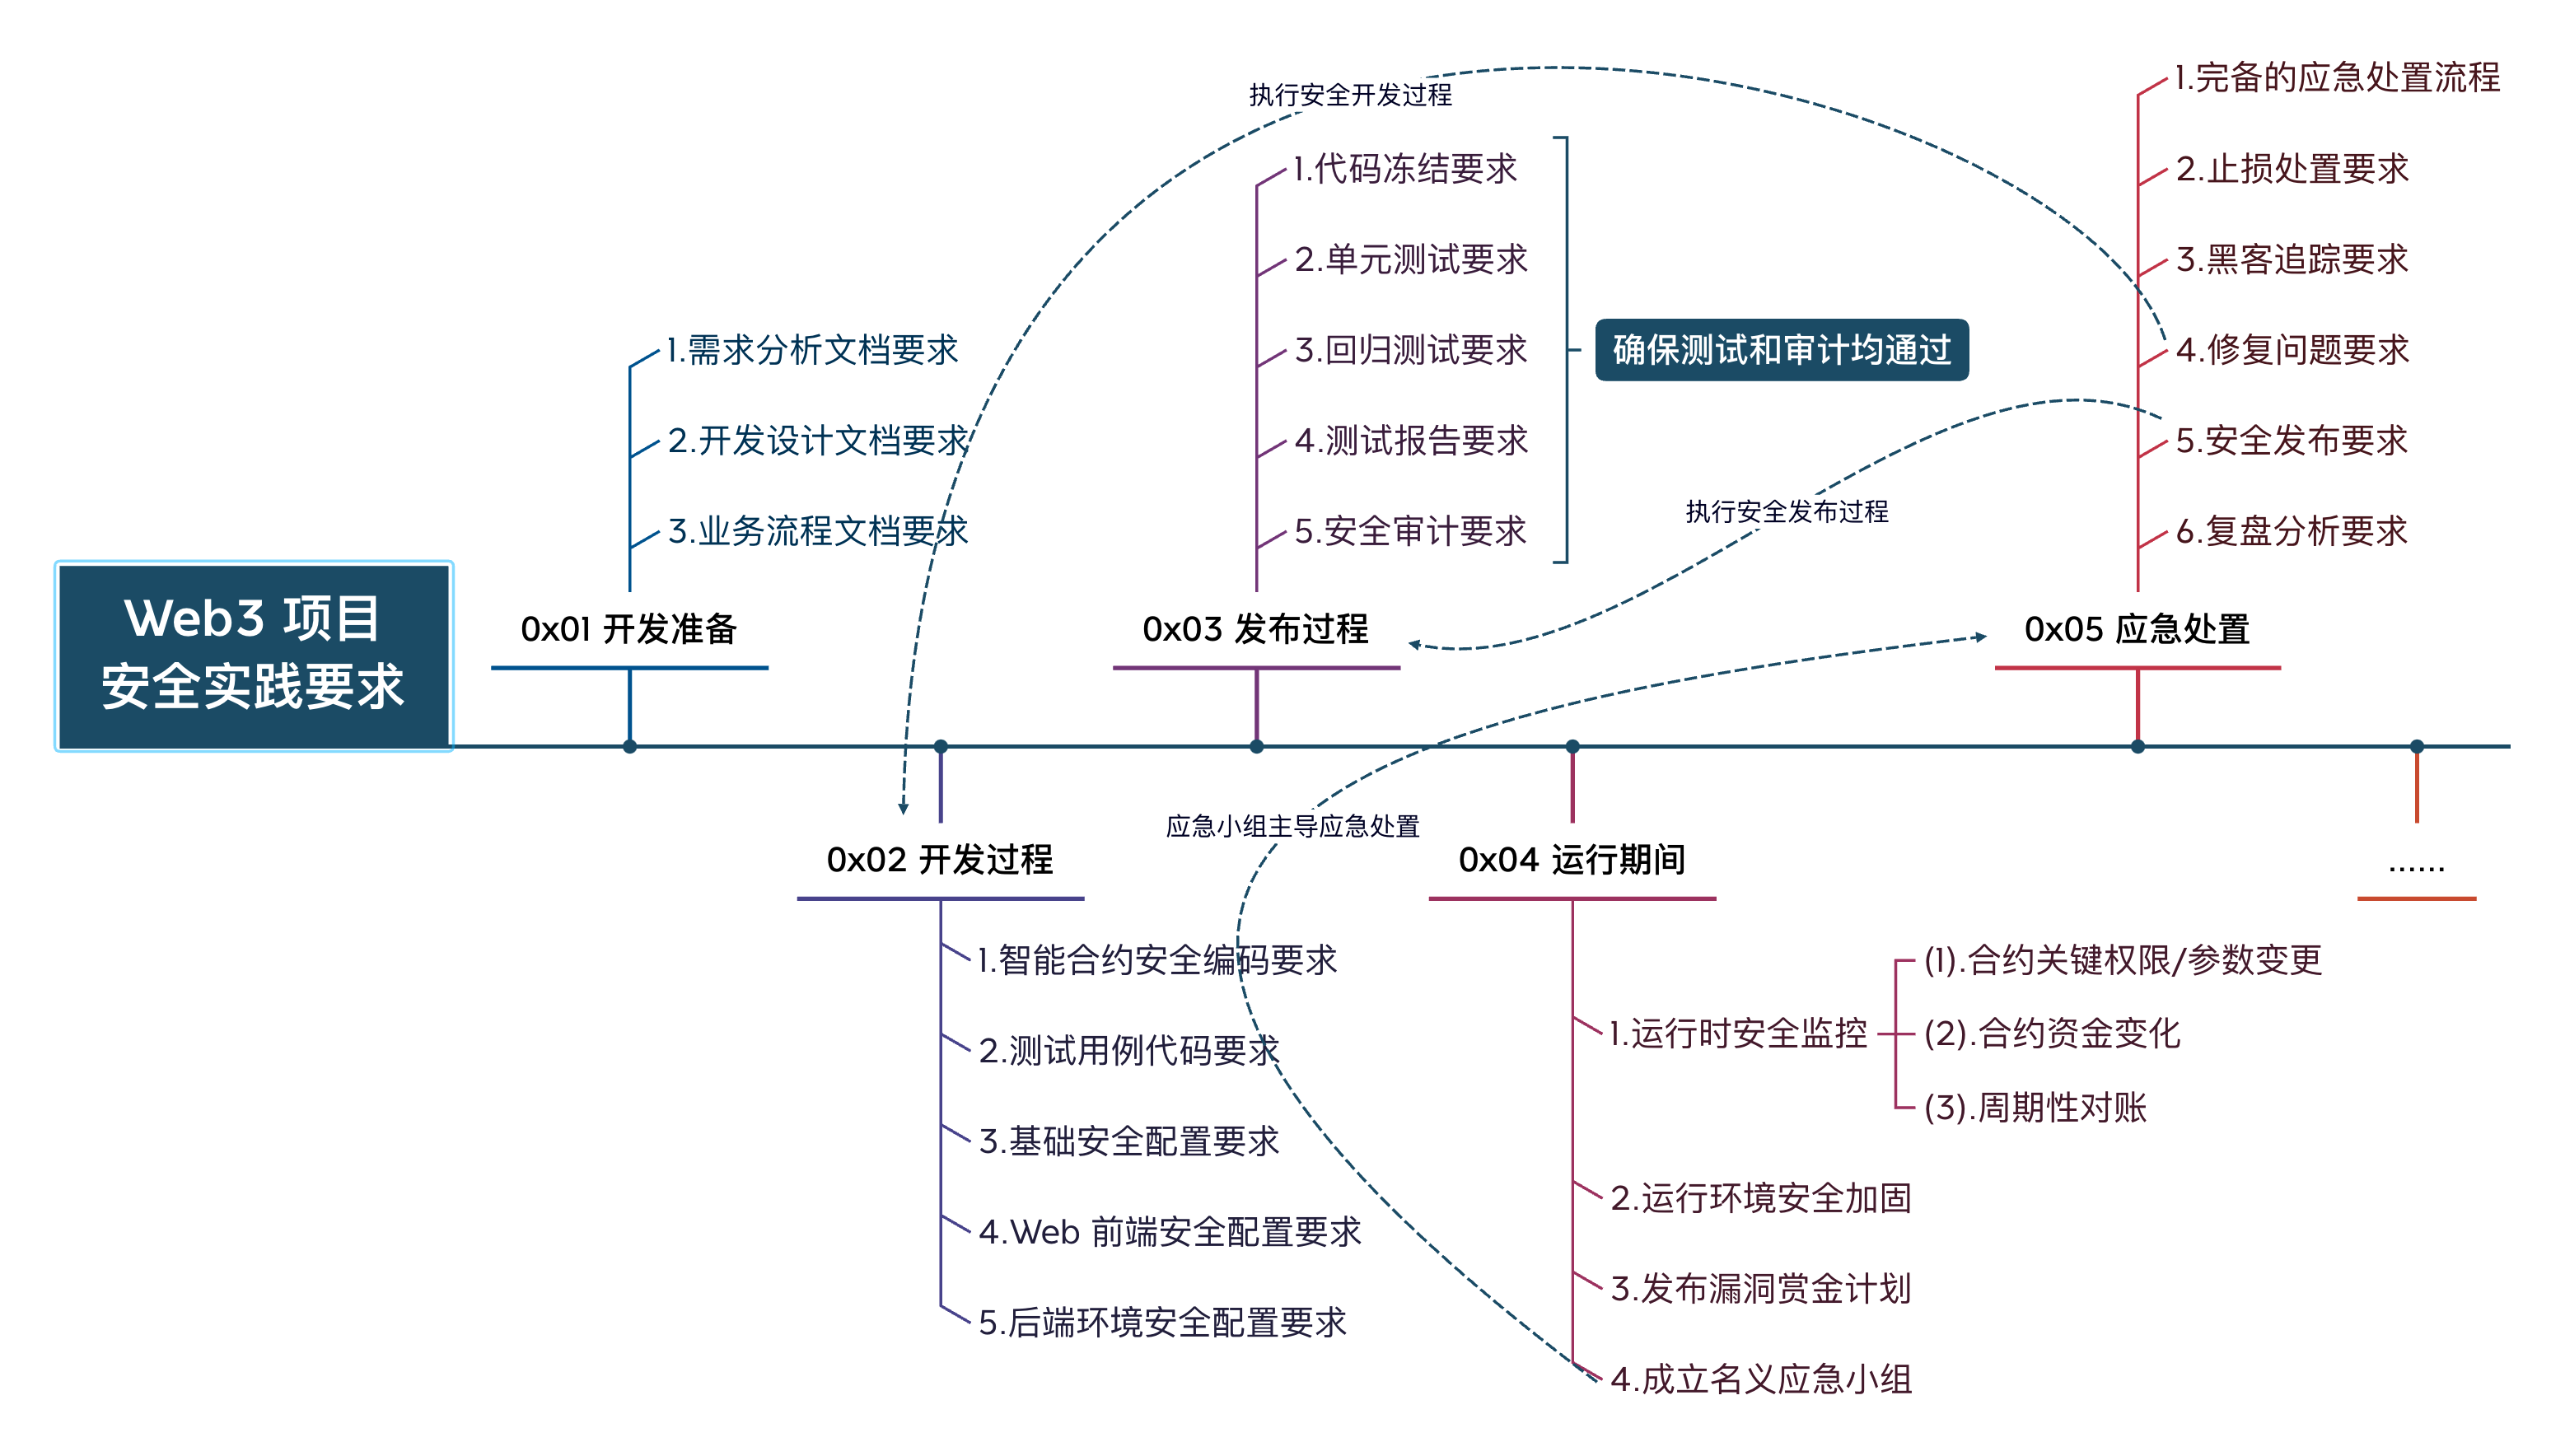 Web3 项目
安全实践要求
0x01 开发准备
1.需求分析文档要求
2.开发设计文档要求
3.业务流程文档要求
0x02 开发过程
1.智能合约安全编码要求
2.测试用例代码要求
3.基础安全配置要求
4.Web 前端安全配置要求
5.后端环境安全配置要求
0x03 发布过程
1.代码冻结要求
2.单元测试要求
3.回归测试要求
4.测试报告要求
5.安全审计要求
确保测试和审计均通过
0x04 运行期间
1.运行时安全监控
(1).合约关键权限/参数变更
(2).合约资金变化
(3).周期性对账
2.运行环境安全加固
3.发布漏洞赏金计划
4.成立名义应急小组
0x05 应急处置
1.完备的应急处置流程
2.止损处置要求
3.黑客追踪要求
4.修复问题要求
5.安全发布要求
6.复盘分析要求
执行安全开发过程
执行安全发布过程
应急小组主导应急处置
......